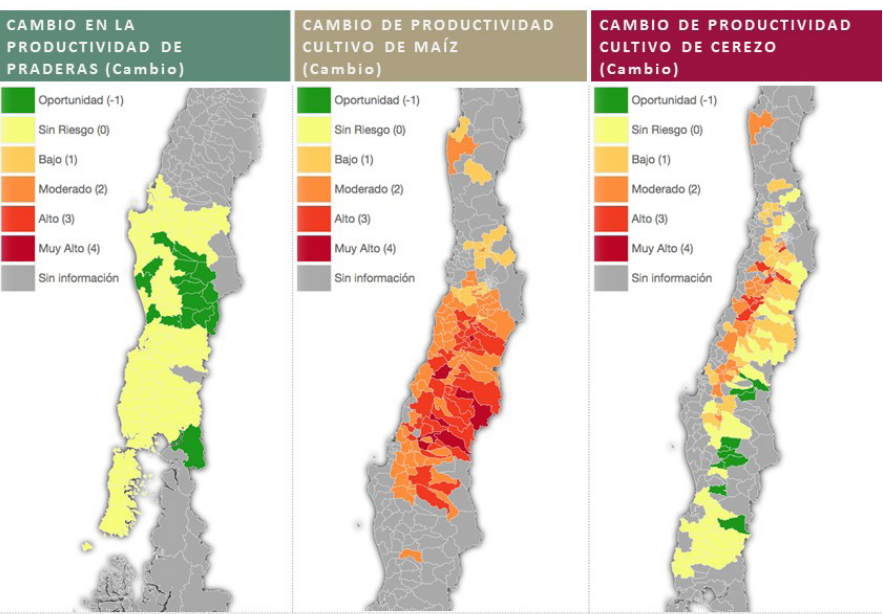 CAMBIO EN LA
PRODUCTIVIDAD DE
PRADERAS (Cambio)
Oportunidad (-1)
Sin Riesgo (0)
Bajo (1)
Moderado (2)
Alto (3)
Muy Alto (4)
Sin información
CAMBIO DE PRODUCTIVIDAD
CULTIVO DE MAÍZ
(Cambio)
Oportunidad (-1)
Sin Riesgo (0)
Bajo (1)
Moderado (2)
Alto (3)
Muy Alto (4)
Sin información
CAMBIO DE PRODUCTIVIDAD
CULTIVO DE CEREZO
(Cambio)
Oportunidad (-1)
Sin Riesgo (0)
Bajo (1)
Moderado (2)
Alto (3)
Muy Alto (4)
Sin información